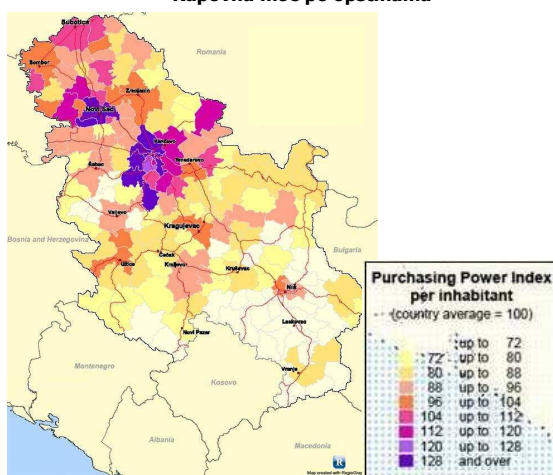 Kupovna moć po opštinama
Subotica
Romania
Sombor
Zrenjanin
Novi Sad
Pančevo
Šabac
Smederevo
Valjevo
Bosnia and Herzegovina
Kragujevac
Bulgaria
Užice
Čačak
Kraljevo
Kruševac
Niš
Novi Pazar
Leskovac
Vranje
Montenegro
Kosovo
Albania
Macedonia
Map created with RegioGraph
Purchasing Power Index
per inhabitant
(country average = 100)
up to 72
72 up to 80
80 up to 88
88 up to 96
96 up to 104
104 up to 112
112 up to 120
120 up to 128
128 and over